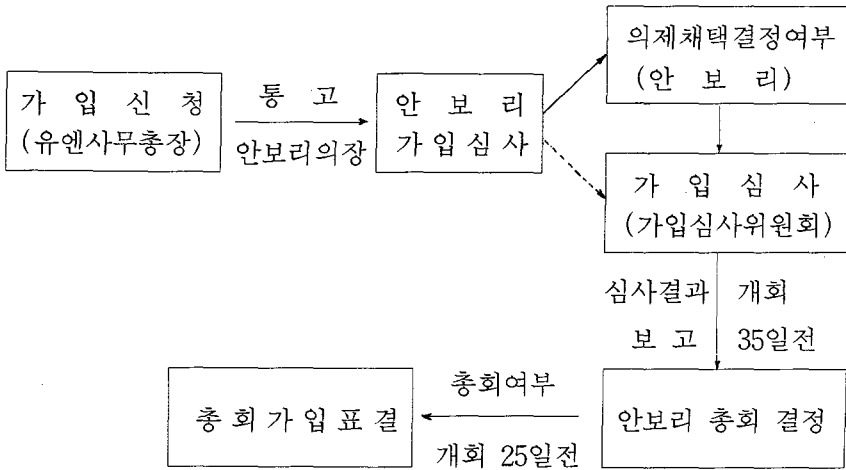 가 입 신 청
(유엔사무총장)
통 고
안보리의장
안 보 리
가 입 심 사
의제채택결정여부
(안 보 리)
가 입 심 사
(가입심사위원회)
심사결과 개회
보 고 35일전
안보리 총회 결정
총회여부
개회 25일전
총 회 가 입 표 결